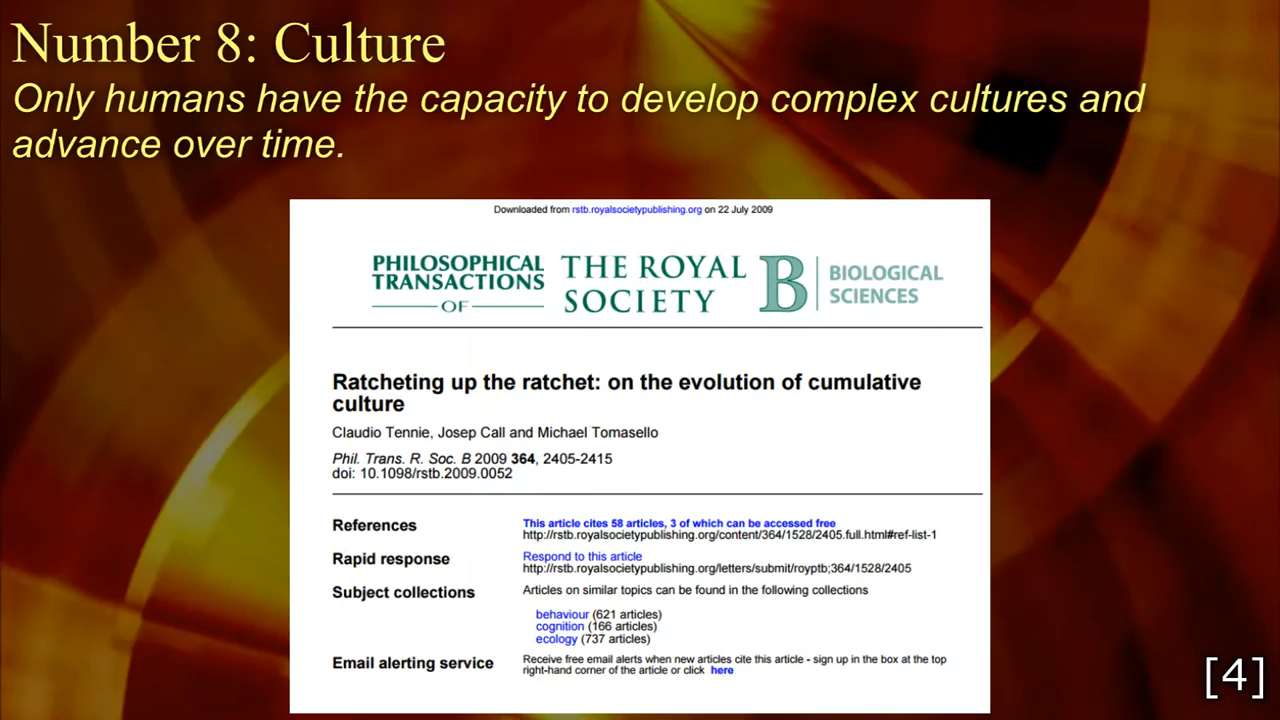 Number 8: Culture
Only humans have the capacity to develop complex cultures and
advance over time.
Downloaded from rstb.royalsocietypublishing.org on 22 July 2009
PHILOSOPHICAL
TRANSACTIONS
OF
THE ROYAL
SOCIETY
B
BIOLOGICAL
SCIENCES
Ratcheting up the ratchet: on the evolution of cumulative
culture
Claudio Tennie, Josep Call and Michael Tomasello
Phil. Trans. R. Soc. B 2009 364, 2405-2415
doi: 10.1098/rstb.2009.0052
References
This article cites 58 articles, 3 of which can be accessed free
http://rstb.royalsocietypublishing.org/content/364/1528/2405.full.html#ref-list-1
Rapid response
Respond to this article
http://rstb.royalsocietypublishing.org/letters/submit/royptb;364/1528/2405
Subject collections
Articles on similar topics can be found in the following collections
behaviour (621 articles)
cognition (166 articles)
ecology (737 articles)
Email alerting service
Receive free email alerts when new articles cite this article - sign up in the box at the top
right-hand corner of the article or click here
[4]